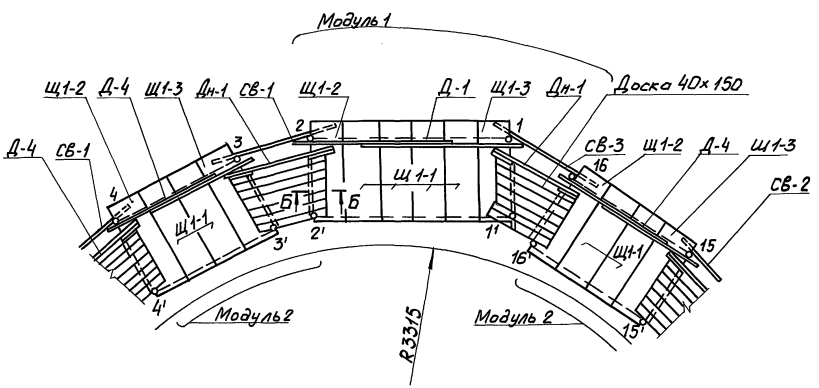 Модуль 1
Щ1-2 Д-4 Щ1-3 Дн-1 СВ-1 Щ1-2 Д-1 Щ1-3 Дн-1 Доска 40х150
Д-4 СВ-1 СВ-3 Щ1-2 Д-4 Щ1-3 СВ-2
4 3 2 1 16 15
Щ1-1 Щ1-1 Щ1-1
Б Б
4' 3' 2' 1' 16' 15'
Модуль 2 Модуль 2
R3315